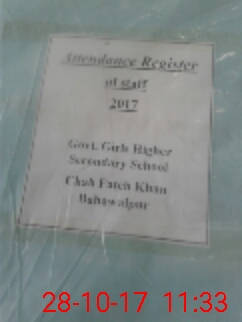 Attendance Register
of staff
2017
Govt. Girls Higher
Secondary School
Chah Fateh Khan
Bahawalpur
28-10-17 11:33